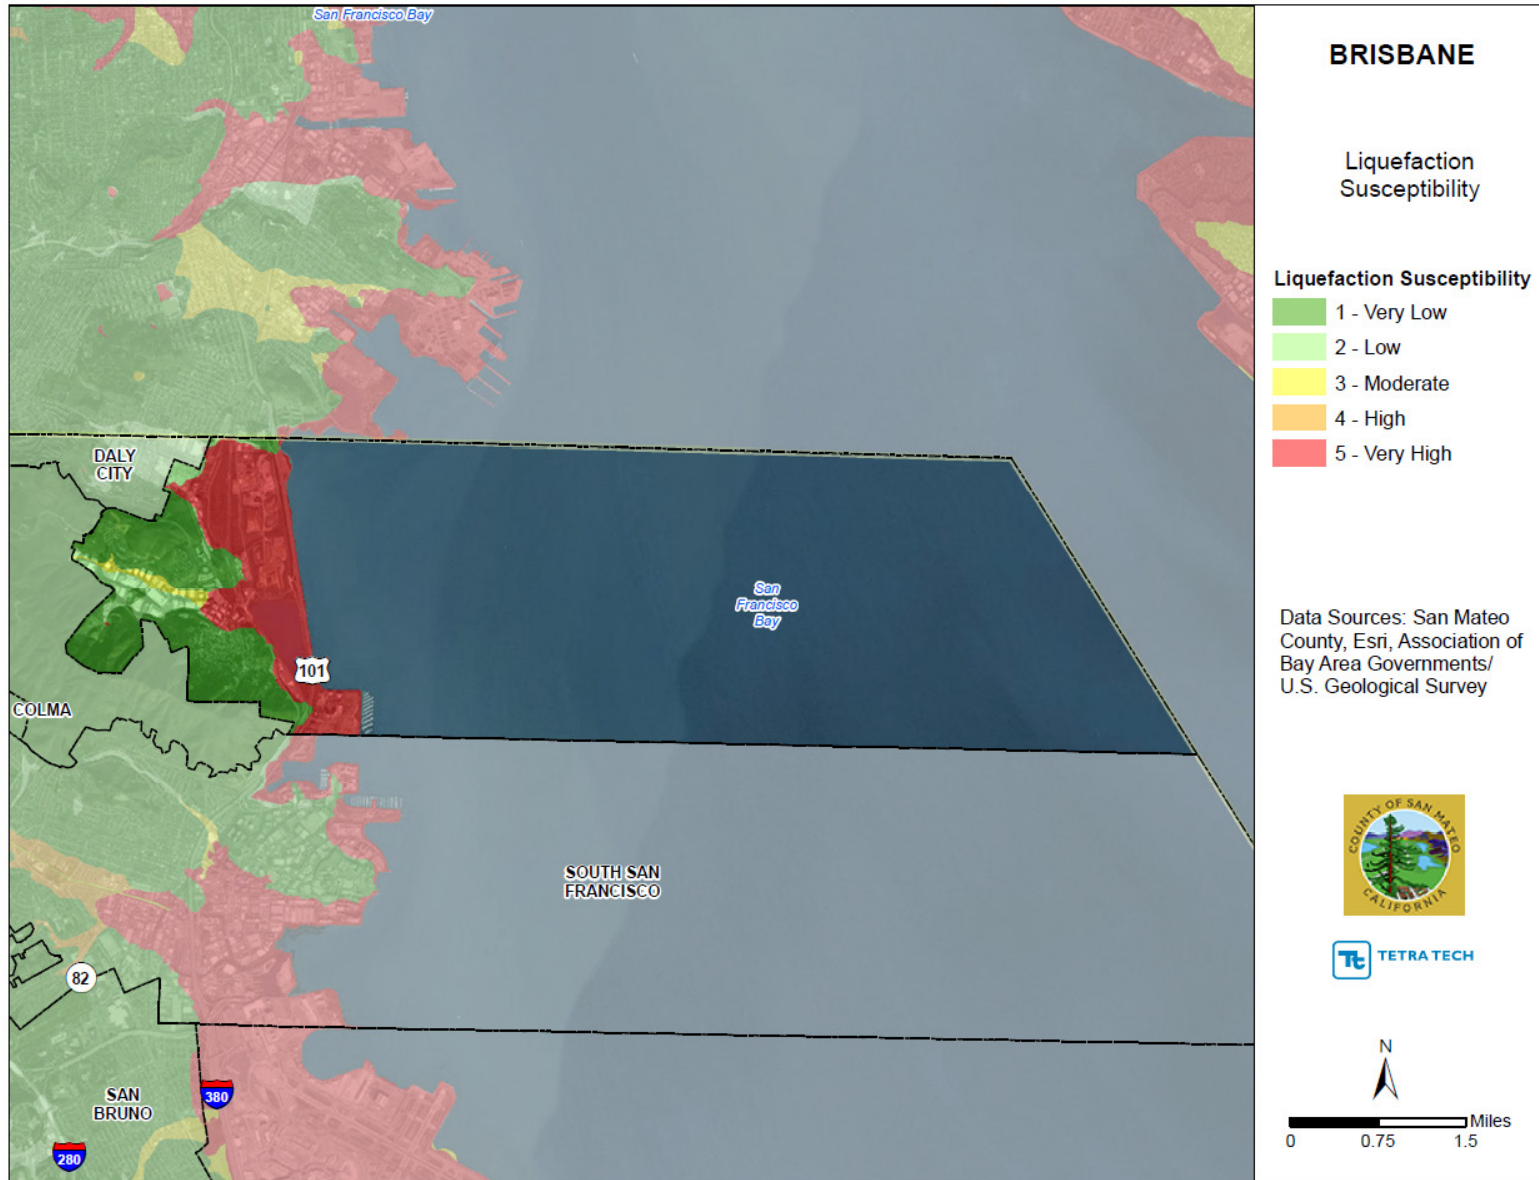 San Francisco Bay
DALY
CITY
San
Francisco
Bay
101
COLMA
SOUTH SAN
FRANCISCO
82
SAN
BRUNO
380
280
BRISBANE
Liquefaction
Susceptibility
Liquefaction Susceptibility
1 - Very Low
2 - Low
3 - Moderate
4 - High
5 - Very High
Data Sources: San Mateo
County, Esri, Association of
Bay Area Governments/
U.S. Geological Survey
COUNTY OF SAN MATEO
CALIFORNIA
Tt TETRA TECH
N
Miles
0 0.75 1.5